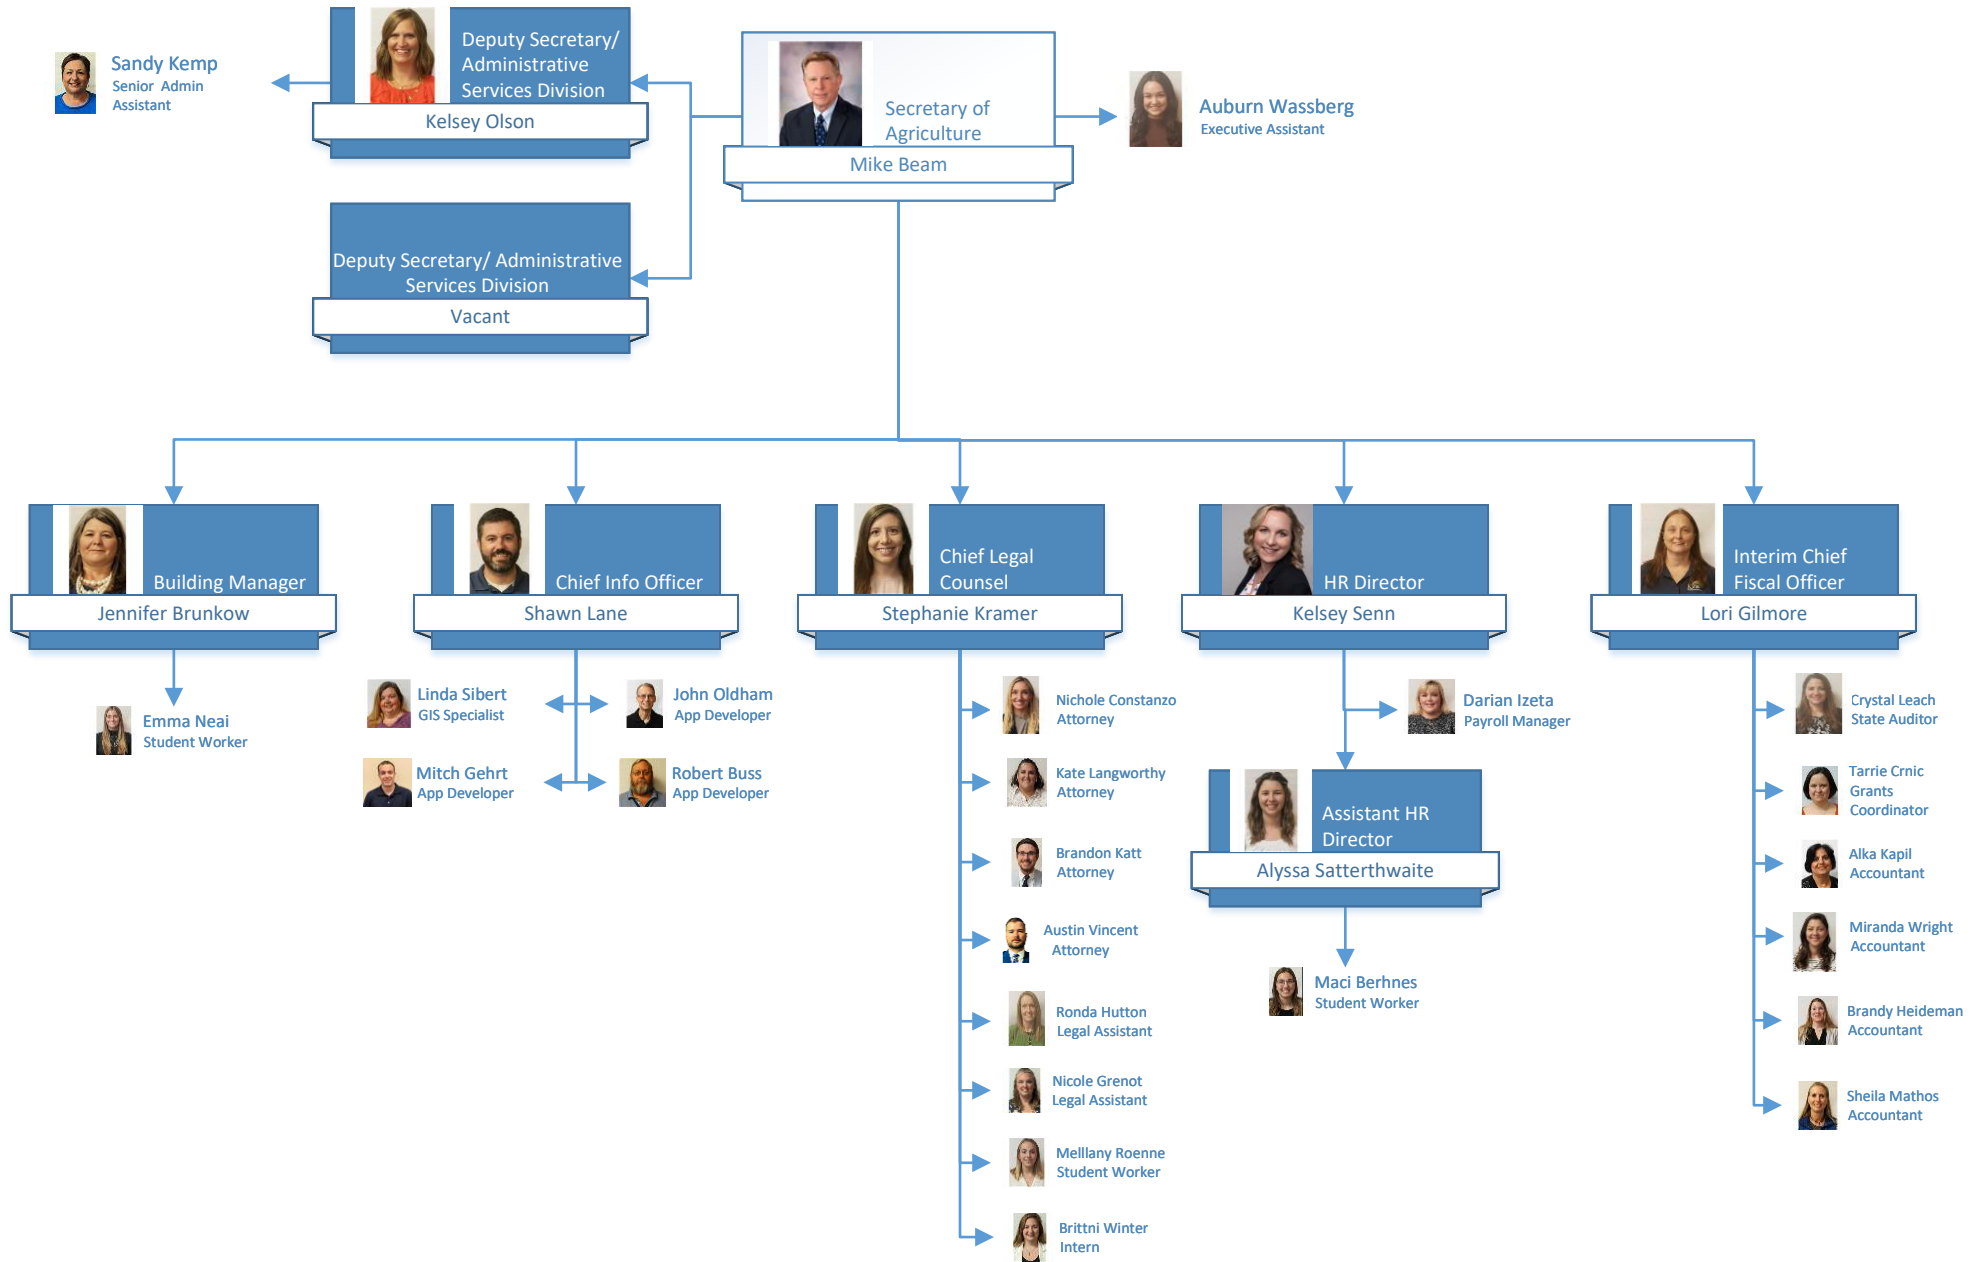 Deputy Secretary/
Administrative
Services Division
Kelsey Olson
Sandy Kemp
Senior Admin
Assistant
Secretary of
Agriculture
Mike Beam
Auburn Wassberg
Executive Assistant
Deputy Secretary/ Administrative
Services Division
Vacant
Building Manager
Jennifer Brunkow
Emma Neai
Student Worker
Chief Info Officer
Shawn Lane
Linda Sibert
GIS Specialist
John Oldham
App Developer
Mitch Gehrt
App Developer
Robert Buss
App Developer
Chief Legal
Counsel
Stephanie Kramer
Nichole Constanzo
Attorney
Kate Langworthy
Attorney
Brandon Katt
Attorney
Austin Vincent
Attorney
Ronda Hutton
Legal Assistant
Nicole Grenot
Legal Assistant
Melllany Roenne
Student Worker
Brittni Winter
Intern
HR Director
Kelsey Senn
Darian Izeta
Payroll Manager
Assistant HR
Director
Alyssa Satterthwaite
Maci Berhnes
Student Worker
Interim Chief
Fiscal Officer
Lori Gilmore
Crystal Leach
State Auditor
Tarrie Crnic
Grants
Coordinator
Alka Kapil
Accountant
Miranda Wright
Accountant
Brandy Heideman
Accountant
Sheila Mathos
Accountant